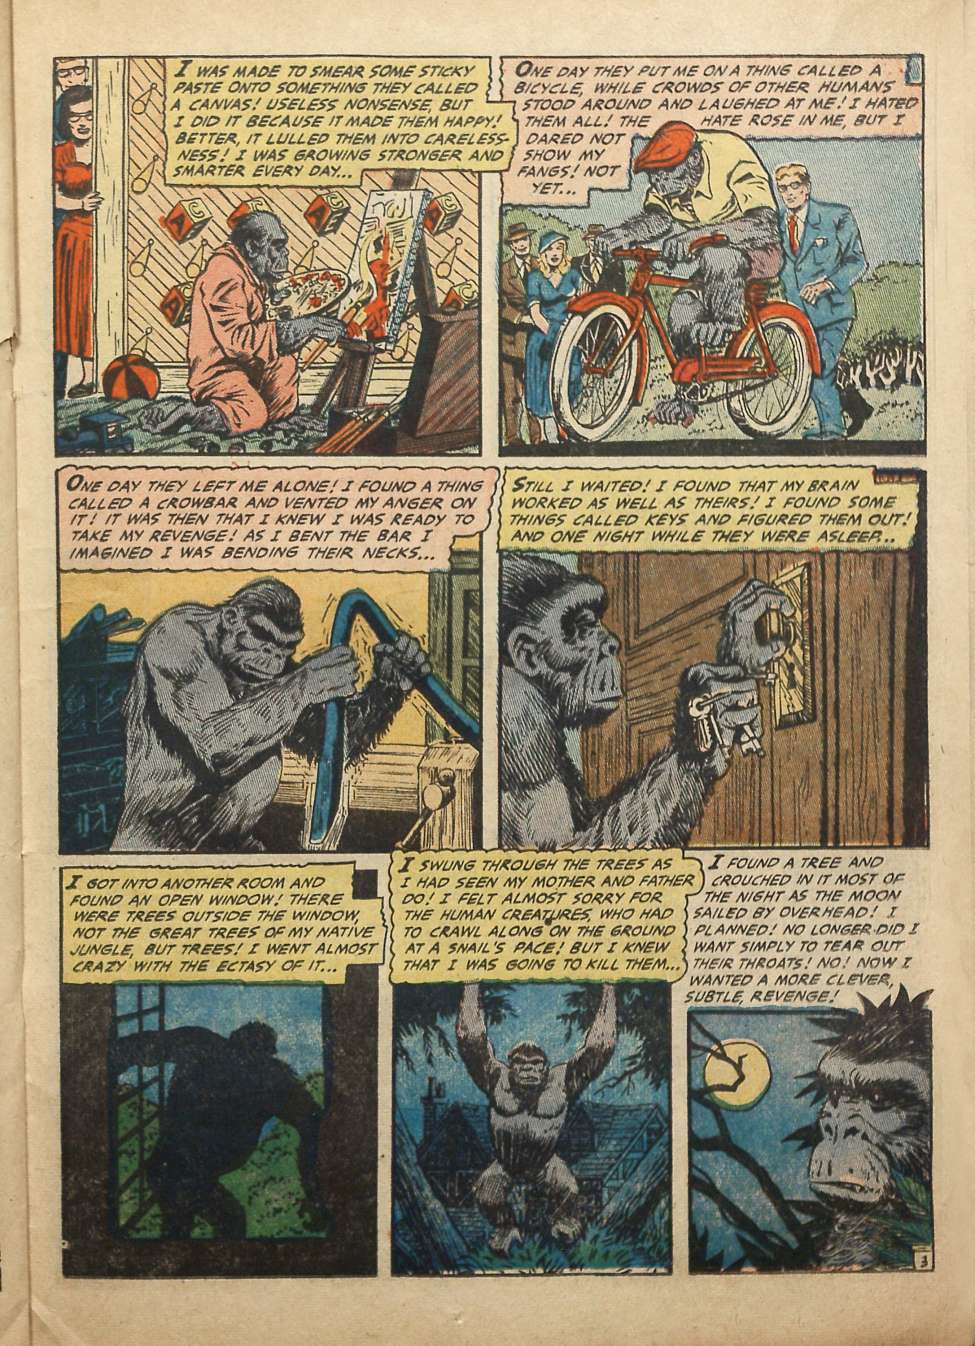 I WAS MADE TO SMEAR SOME STICKY
PASTE ONTO SOMETHING THEY CALLED
A CANVAS! USELESS NONSENSE, BUT
I DID IT BECAUSE IT MADE THEM HAPPY!
BETTER, IT LULLED THEM INTO CARELESS-
NESS! I WAS GROWING STRONGER AND
SMARTER EVERY DAY...
ONE DAY THEY PUT ME ON A THING CALLED A
BICYCLE, WHILE CROWDS OF OTHER HUMANS
STOOD AROUND AND LAUGHED AT ME! I HATED
THEM ALL! THE HATE ROSE IN ME, BUT I
DARED NOT
SHOW MY
FANGS! NOT
YET...
ONE DAY THEY LEFT ME ALONE! I FOUND A THING
CALLED A CROWBAR AND VENTED MY ANGER ON
IT! IT WAS THEN THAT I KNEW I WAS READY TO
TAKE MY REVENGE! AS I BENT THE BAR I
IMAGINED I WAS BENDING THEIR NECKS...
STILL I WAITED! I FOUND THAT MY BRAIN
WORKED AS WELL AS THEIRS! I FOUND SOME
THINGS CALLED KEYS AND FIGURED THEM OUT!
AND ONE NIGHT WHILE THEY WERE ASLEEP...
I GOT INTO ANOTHER ROOM AND
FOUND AN OPEN WINDOW! THERE
WERE TREES OUTSIDE THE WINDOW,
NOT THE GREAT TREES OF MY NATIVE
JUNGLE, BUT TREES! I WENT ALMOST
CRAZY WITH THE ECTASY OF IT...
I SWUNG THROUGH THE TREES AS
I HAD SEEN MY MOTHER AND FATHER
DO! I FELT ALMOST SORRY FOR
THE HUMAN CREATURES, WHO HAD
TO CRAWL ALONG ON THE GROUND
AT A SNAIL'S PACE! BUT I KNEW
THAT I WAS GOING TO KILL THEM...
I FOUND A TREE AND
CROUCHED IN IT MOST OF
THE NIGHT AS THE MOON
SAILED BY OVERHEAD! I
PLANNED! NO LONGER DID I
WANT SIMPLY TO TEAR OUT
THEIR THROATS! NO! NOW I
WANTED A MORE CLEVER,
SUBTLE, REVENGE!
3